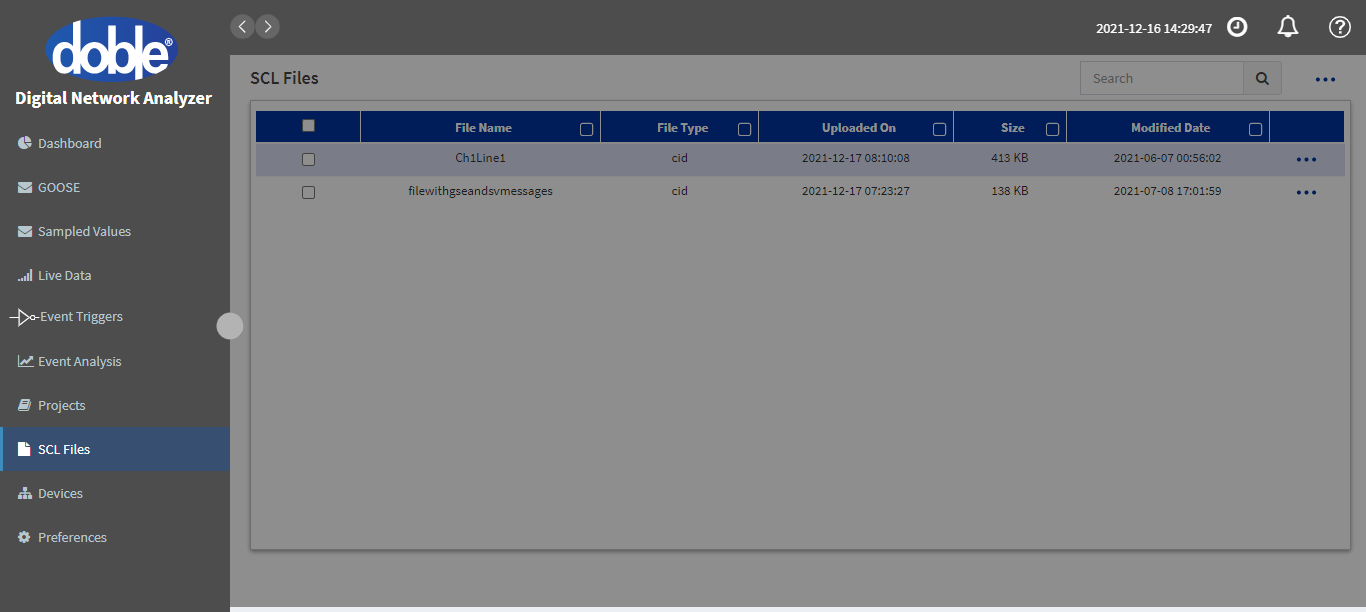 doble®
Digital Network Analyzer
Dashboard
GOOSE
Sampled Values
Live Data
Event Triggers
Event Analysis
Projects
SCL Files
Devices
Preferences
2021-12-16 14:29:47
SCL Files
Search
File Name File Type Uploaded On Size Modified Date
Ch1Line1 cid 2021-12-17 08:10:08 413 KB 2021-06-07 00:56:02
filewithgseandsvmessages cid 2021-12-17 07:23:27 138 KB 2021-07-08 17:01:59